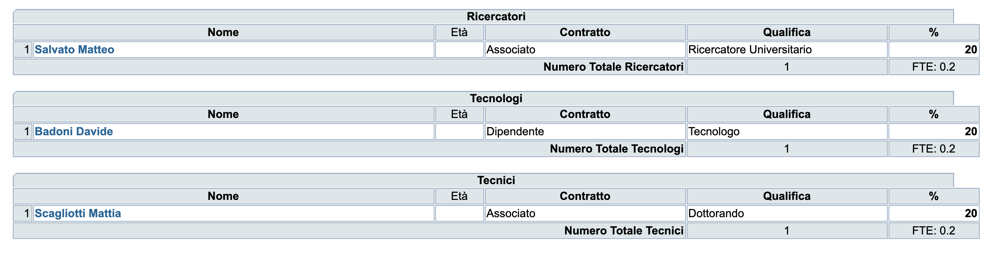 Ricercatori
Nome Età Contratto Qualifica %
1 Salvato Matteo Associato Ricercatore Universitario 20
Numero Totale Ricercatori 1 FTE: 0.2
Tecnologi
Nome Età Contratto Qualifica %
1 Badoni Davide Dipendente Tecnologo 20
Numero Totale Tecnologi 1 FTE: 0.2
Tecnici
Nome Età Contratto Qualifica %
1 Scagliotti Mattia Associato Dottorando 20
Numero Totale Tecnici 1 FTE: 0.2